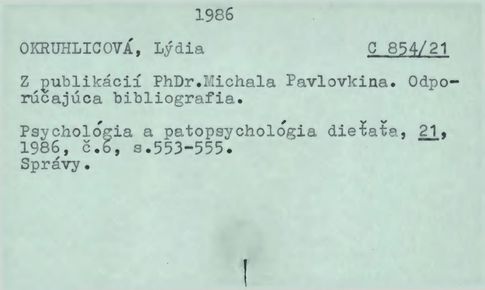 1986
OKRUHLICOVÁ, Lýdia C 854/21
Z publikácií PhDr.Michala Pavlovkina. Odpo-
rúčajúca bibliografia.
Psychológia a patopsychológia dieťaťa, 21,
1986, č.6, s.553-555.
Správy.